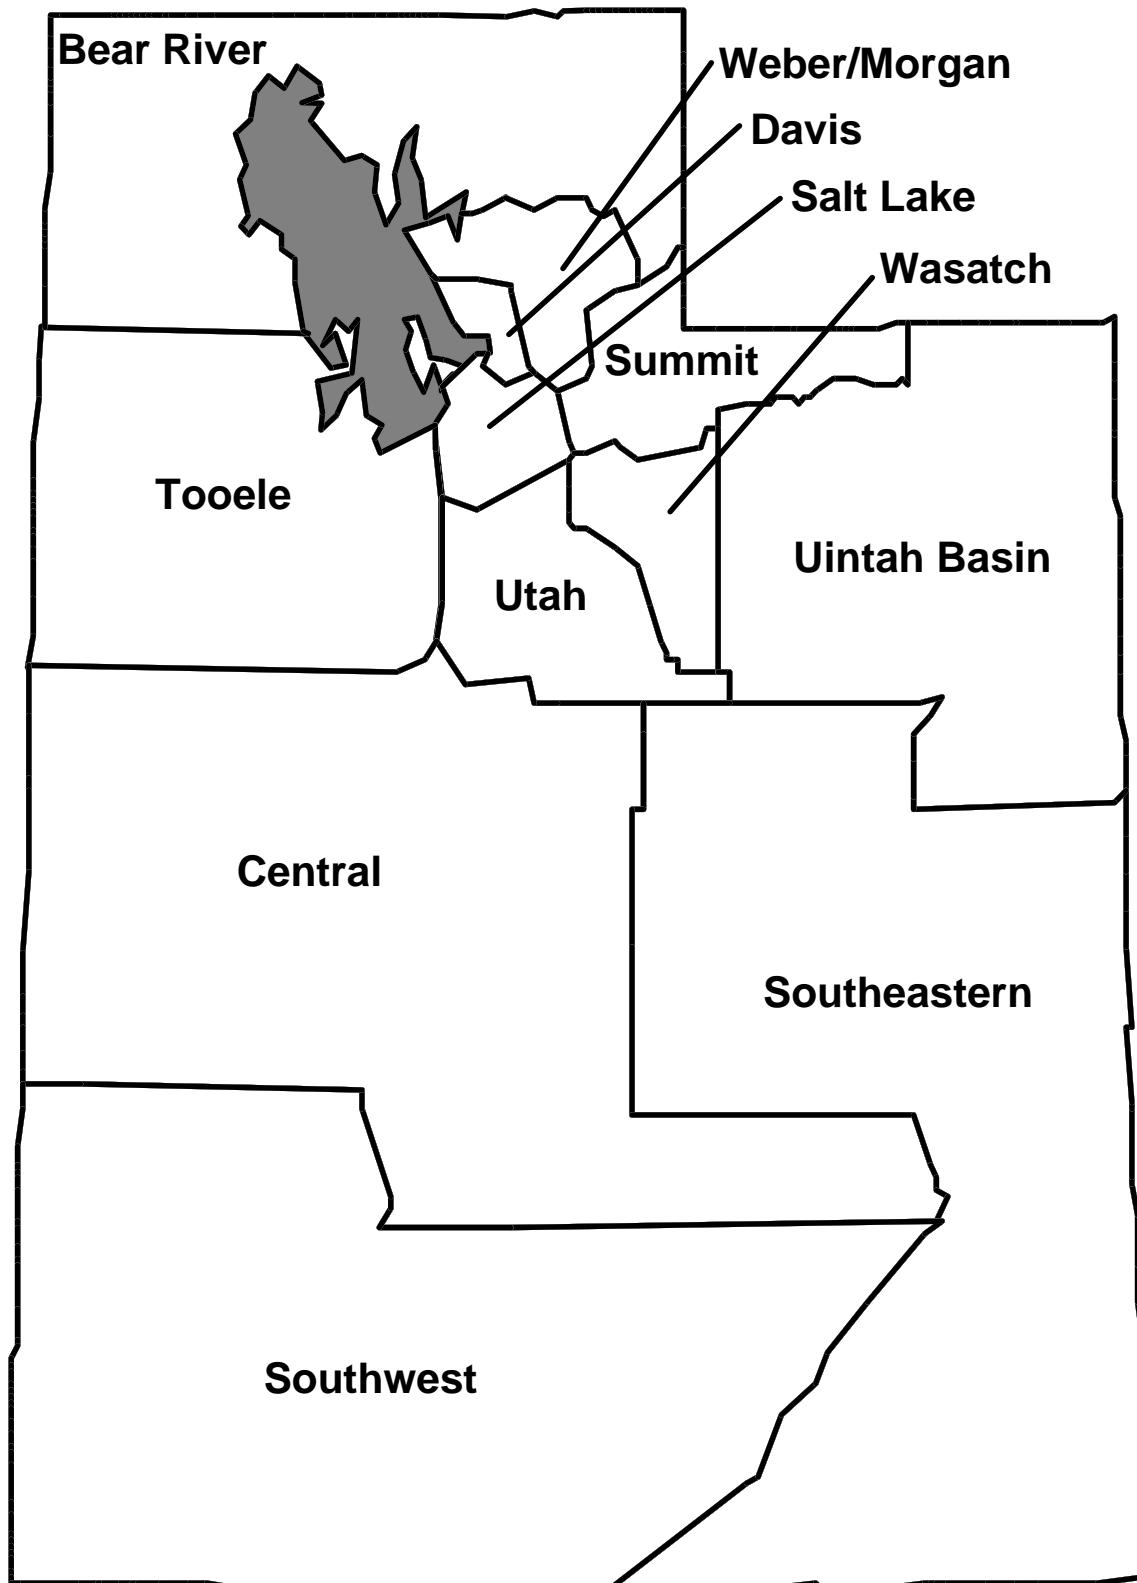 Bear River
Weber/Morgan
Davis
Salt Lake
Wasatch
Summit
Tooele
Uintah Basin
Utah
Central
Southeastern
Southwest